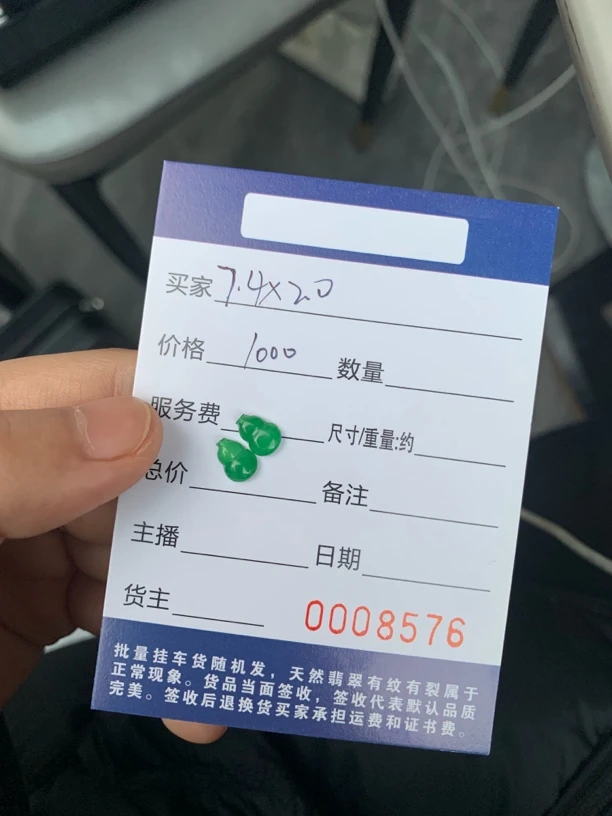 买家 7.4×20
价格 1000 数量
服务费 尺寸/重量:约
总价 备注
主播 日期
货主 0008576
批量挂车货随机发，天然翡翠有纹有裂属于
正常现象。货品当面签收，签收代表默认品质
完美。签收后退换货买家承担运费和证书费。